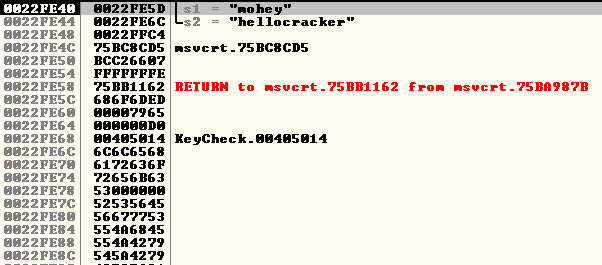 0022FE40 0022FE5D s1 = "mohey"
0022FE44 0022FE6C s2 = "hellocracker"
0022FE48 0022FFC4
0022FE4C 75BC8CD5 msvcrt.75BC8CD5
0022FE50 BCC26607
0022FE54 FFFFFFFE
0022FE58 75BB1162 RETURN to msvcrt.75BB1162 from msvcrt.75BA987B
0022FE5C 686F6DED
0022FE60 00007965
0022FE64 000000D0
0022FE68 00405014 KeyCheck.00405014
0022FE6C 6C6C6568
0022FE70 6172636F
0022FE74 72656B63
0022FE78 53000000
0022FE7C 52535645
0022FE80 56677753
0022FE84 554A6845
0022FE88 554A4279
0022FE8C 545A4279